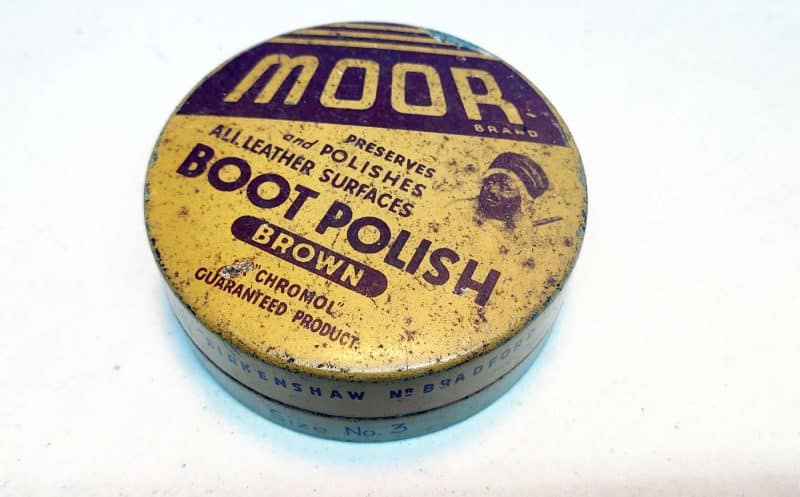 MOOR
BRAND
PRESERVES
and POLISHES
ALL LEATHER SURFACES
BOOT POLISH
BROWN
"CHROMOL"
GUARANTEED PRODUCT.
BIRKENSHAW NR BRADFORD
Size No. 3